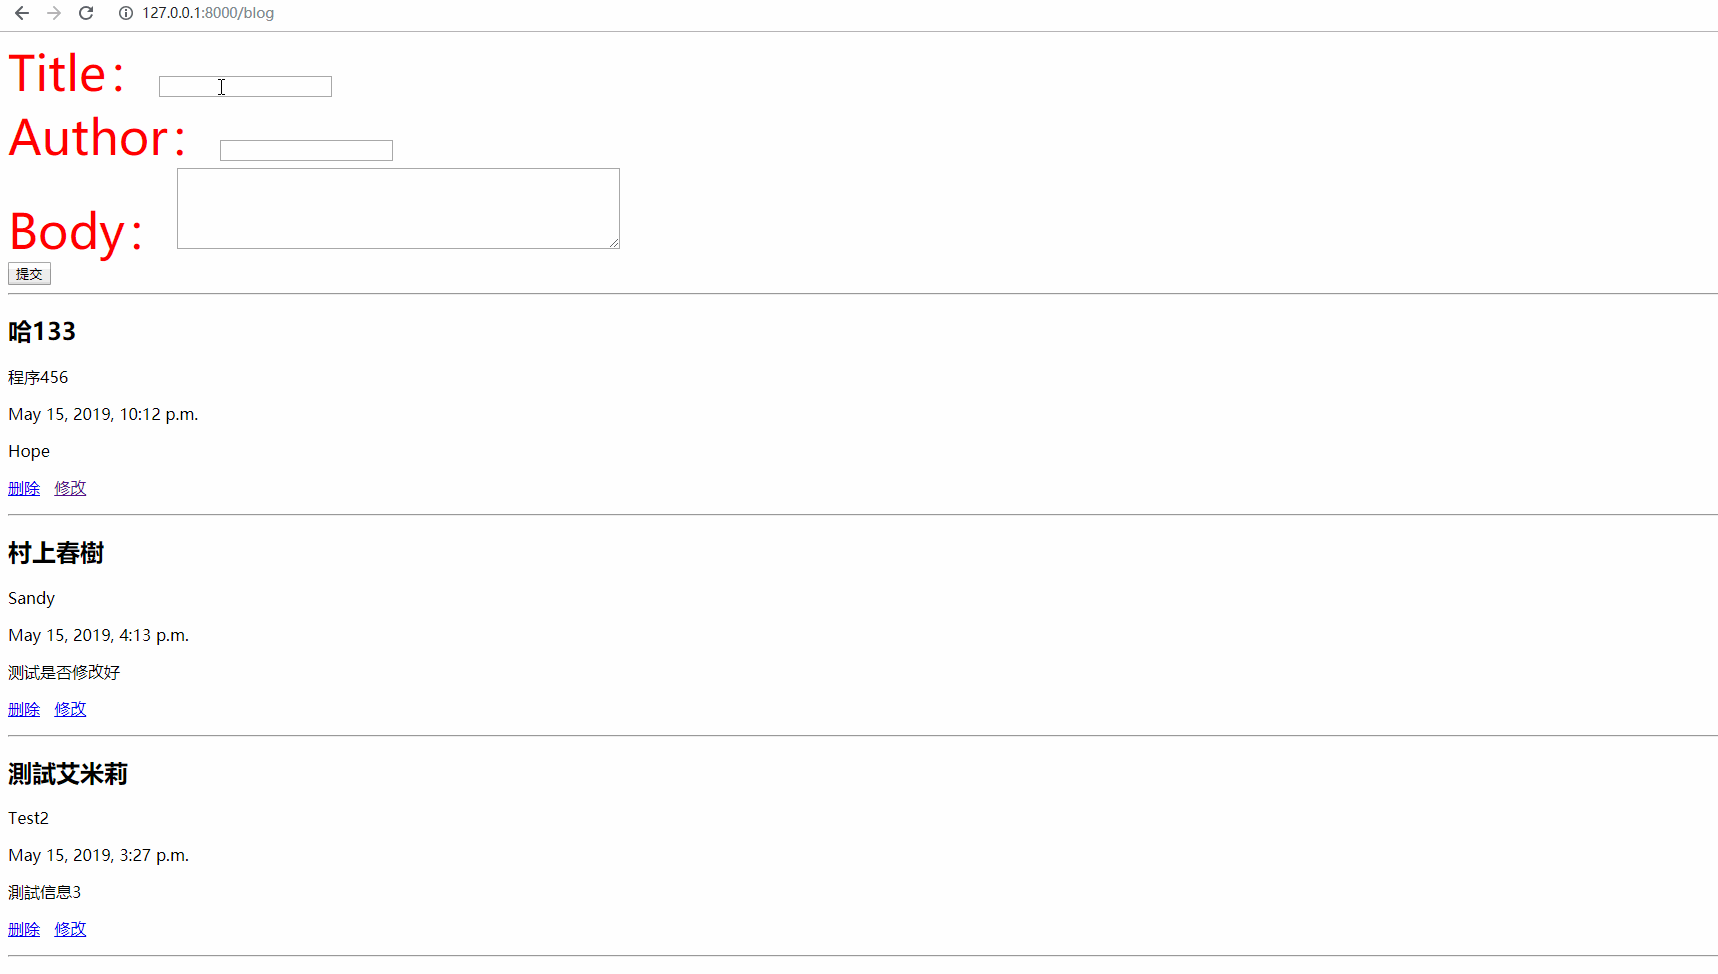 127.0.0.1:8000/blog
Title：
Author：
Body：
提交
哈133
程序456
May 15, 2019, 10:12 p.m.
Hope
删除 修改
村上春樹
Sandy
May 15, 2019, 4:13 p.m.
测试是否修改好
删除 修改
測試艾米莉
Test2
May 15, 2019, 3:27 p.m.
測試信息3
删除 修改